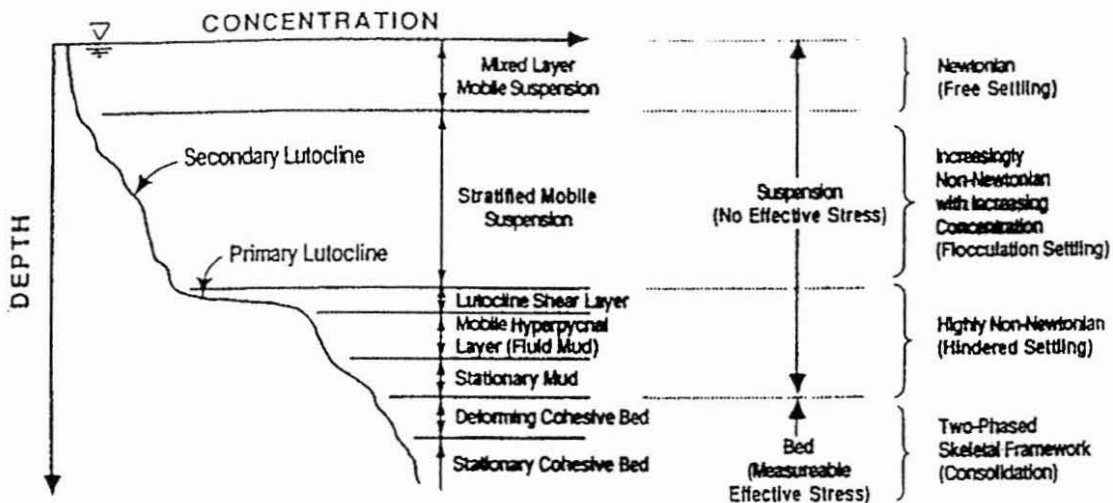 CONCENTRATION
DEPTH
Secondary Lutocline
Primary Lutocline
Mixed Layer
Mobile Suspension
Stratified Mobile
Suspension
Lutocline Shear Layer
Mobile Hyperpycnal
Layer (Fluid Mud)
Stationary Mud
Deforming Cohesive Bed
Stationary Cohesive Bed
Suspension
(No Effective Stress)
Bed
(Measureable
Effective Stress)
Newtonian
(Free Settling)
Increasingly
Non-Newtonian
with Increasing
Concentration
(Flocculation Settling)
Highly Non-Newtonian
(Hindered Settling)
Two-Phased
Skeletal Framework
(Consolidation)